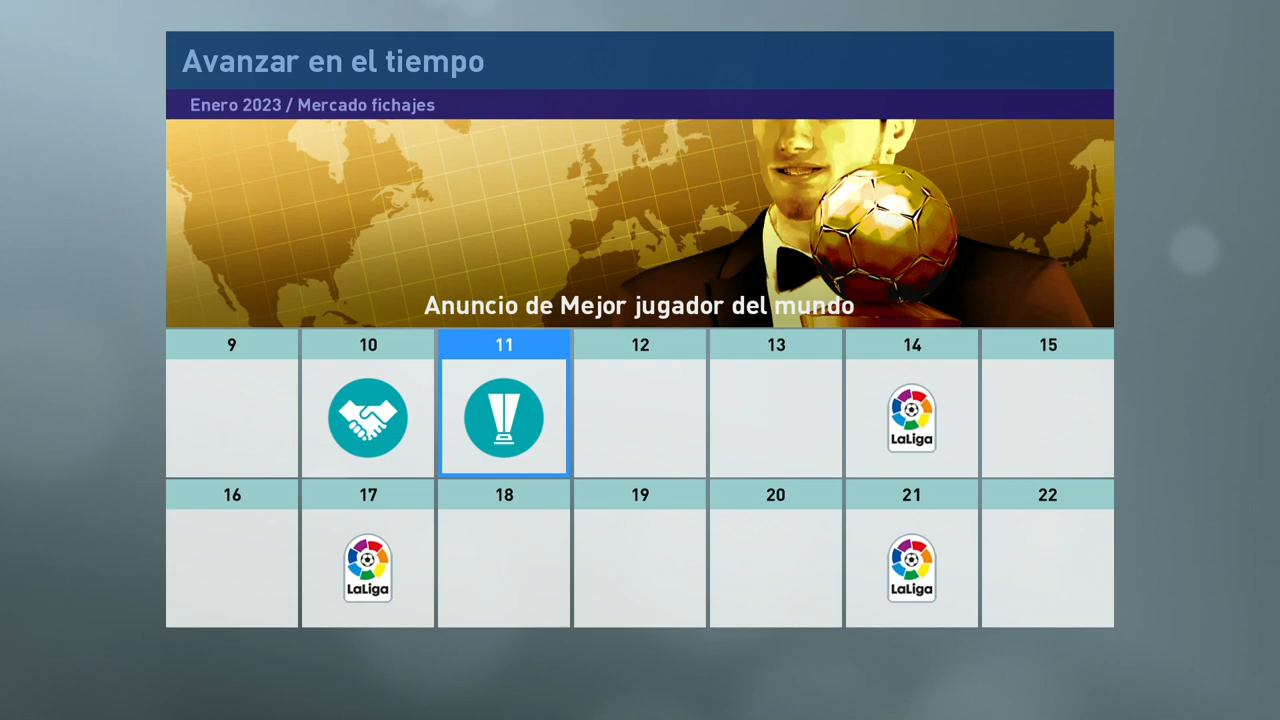 Avanzar en el tiempo
Enero 2023 / Mercado fichajes
Anuncio de Mejor jugador del mundo
9 10 11 12 13 14 15
LaLiga
16 17 18 19 20 21 22
LaLiga LaLiga